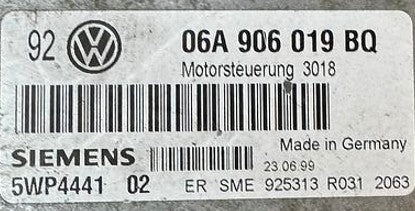 92 06A 906 019 BQ
Motorsteuerung 3018
Made in Germany
SIEMENS 23.06.99
5WP4441 02 ER SME 925313 R031 2063